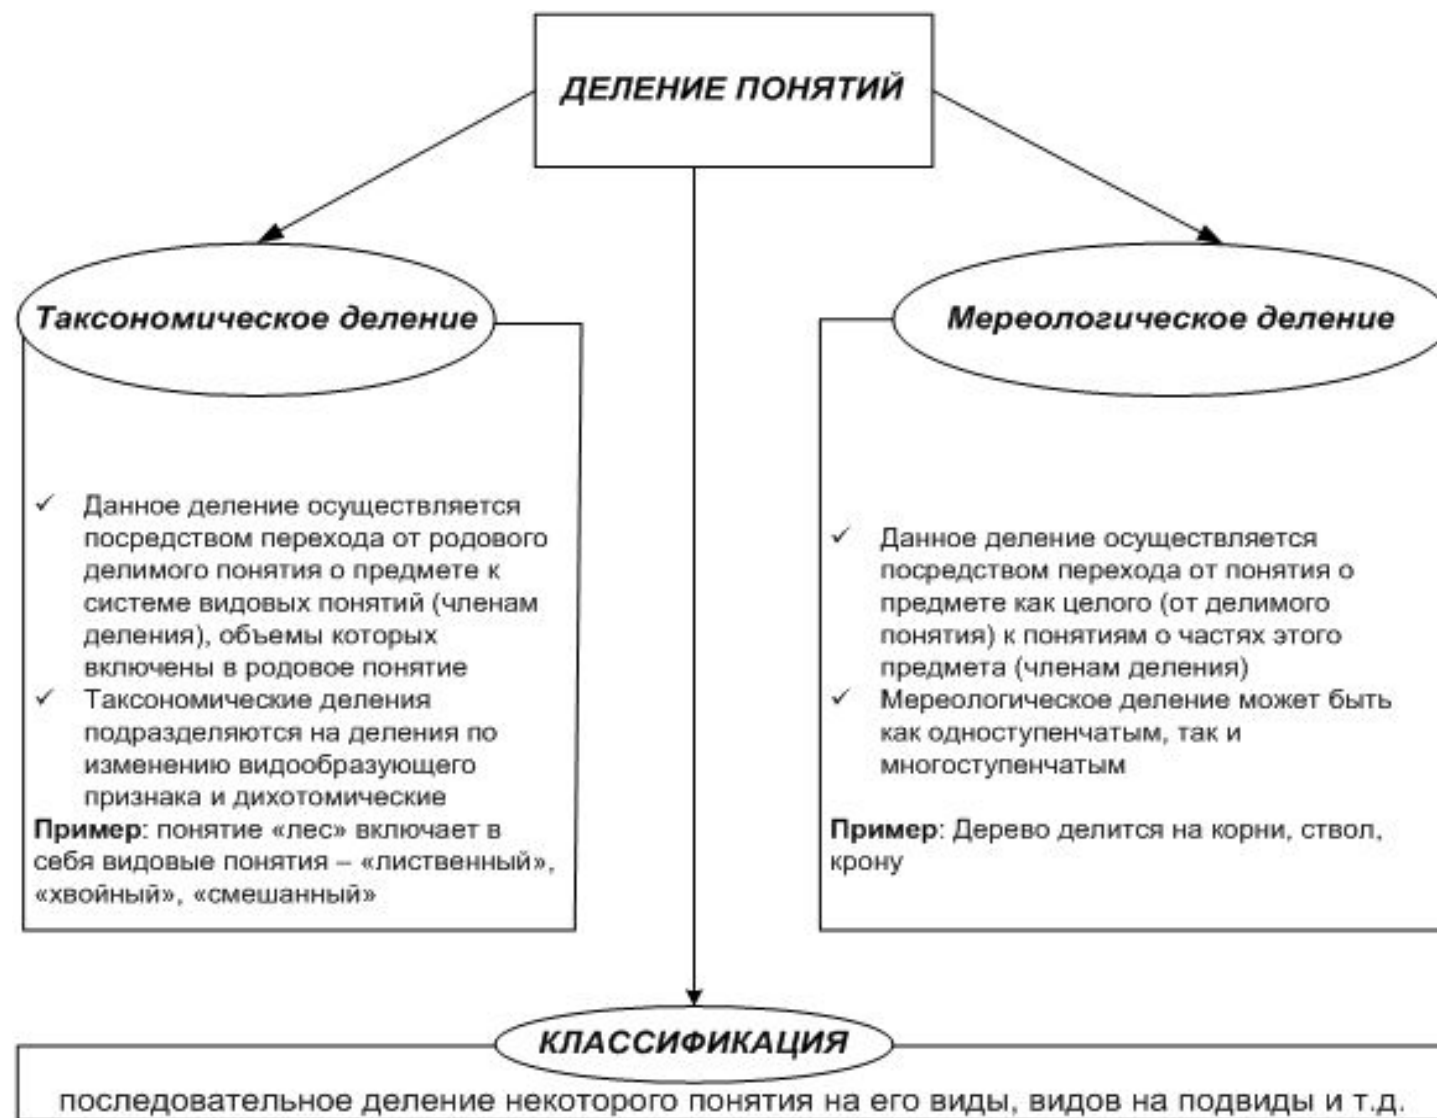 ДЕЛЕНИЕ ПОНЯТИЙ
Таксономическое деление
✓ Данное деление осуществляется
посредством перехода от родового
делимого понятия о предмете к
системе видовых понятий (членам
деления), объемы которых
включены в родовое понятие
✓ Таксономические деления
подразделяются на деления по
изменению видообразующего
признака и дихотомические
Пример: понятие «лес» включает в
себя видовые понятия – «лиственный»,
«хвойный», «смешанный»
Мереологическое деление
✓ Данное деление осуществляется
посредством перехода от понятия о
предмете как целого (от делимого
понятия) к понятиям о частях этого
предмета (членам деления)
✓ Мереологическое деление может быть
как одноступенчатым, так и
многоступенчатым
Пример: Дерево делится на корни, ствол,
крону
КЛАССИФИКАЦИЯ
последовательное деление некоторого понятия на его виды, видов на подвиды и т.д.